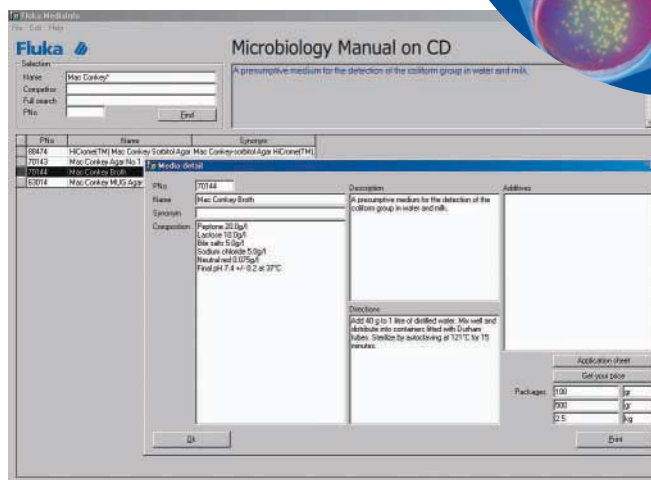 Fluka MediaInfo
File Edit Help
Fluka
Microbiology Manual on CD
Selection
Name Mac Conkey*
Competitor
Full search
PNo
Find
A presumptive medium for the detection of the coliform group in water and milk.
PNo Name Synonym
68474 HiCrome(TM) Mac Conkey Sorbitol Agar Mac Conkey-sorbitol Agar HiCrome(TM)
70143 Mac Conkey Agar No 1
70144 Mac Conkey Broth
63014 Mac Conkey MUG Agar
Media detail
PNo 70144
Name Mac Conkey Broth
Synonym
Composition
Peptone 20.0g/l
Lactose 10.0g/l
Bile salts 5.0g/l
Sodium chloride 5.0g/l
Neutral red 0.075g/l
Final pH 7.4 +/- 0.2 at 37°C
Description
A presumptive medium for the detection of the
coliform group in water and milk.
Directions
Add 40 g to 1 litre of distilled water. Mix well and
distribute into containers fitted with Durham
tubes. Sterilize by autoclaving at 121°C for 15
minutes.
Additives
Application sheet
Get your price
Packages 100 gr
500 gr
2.5 kg
Ok
Print